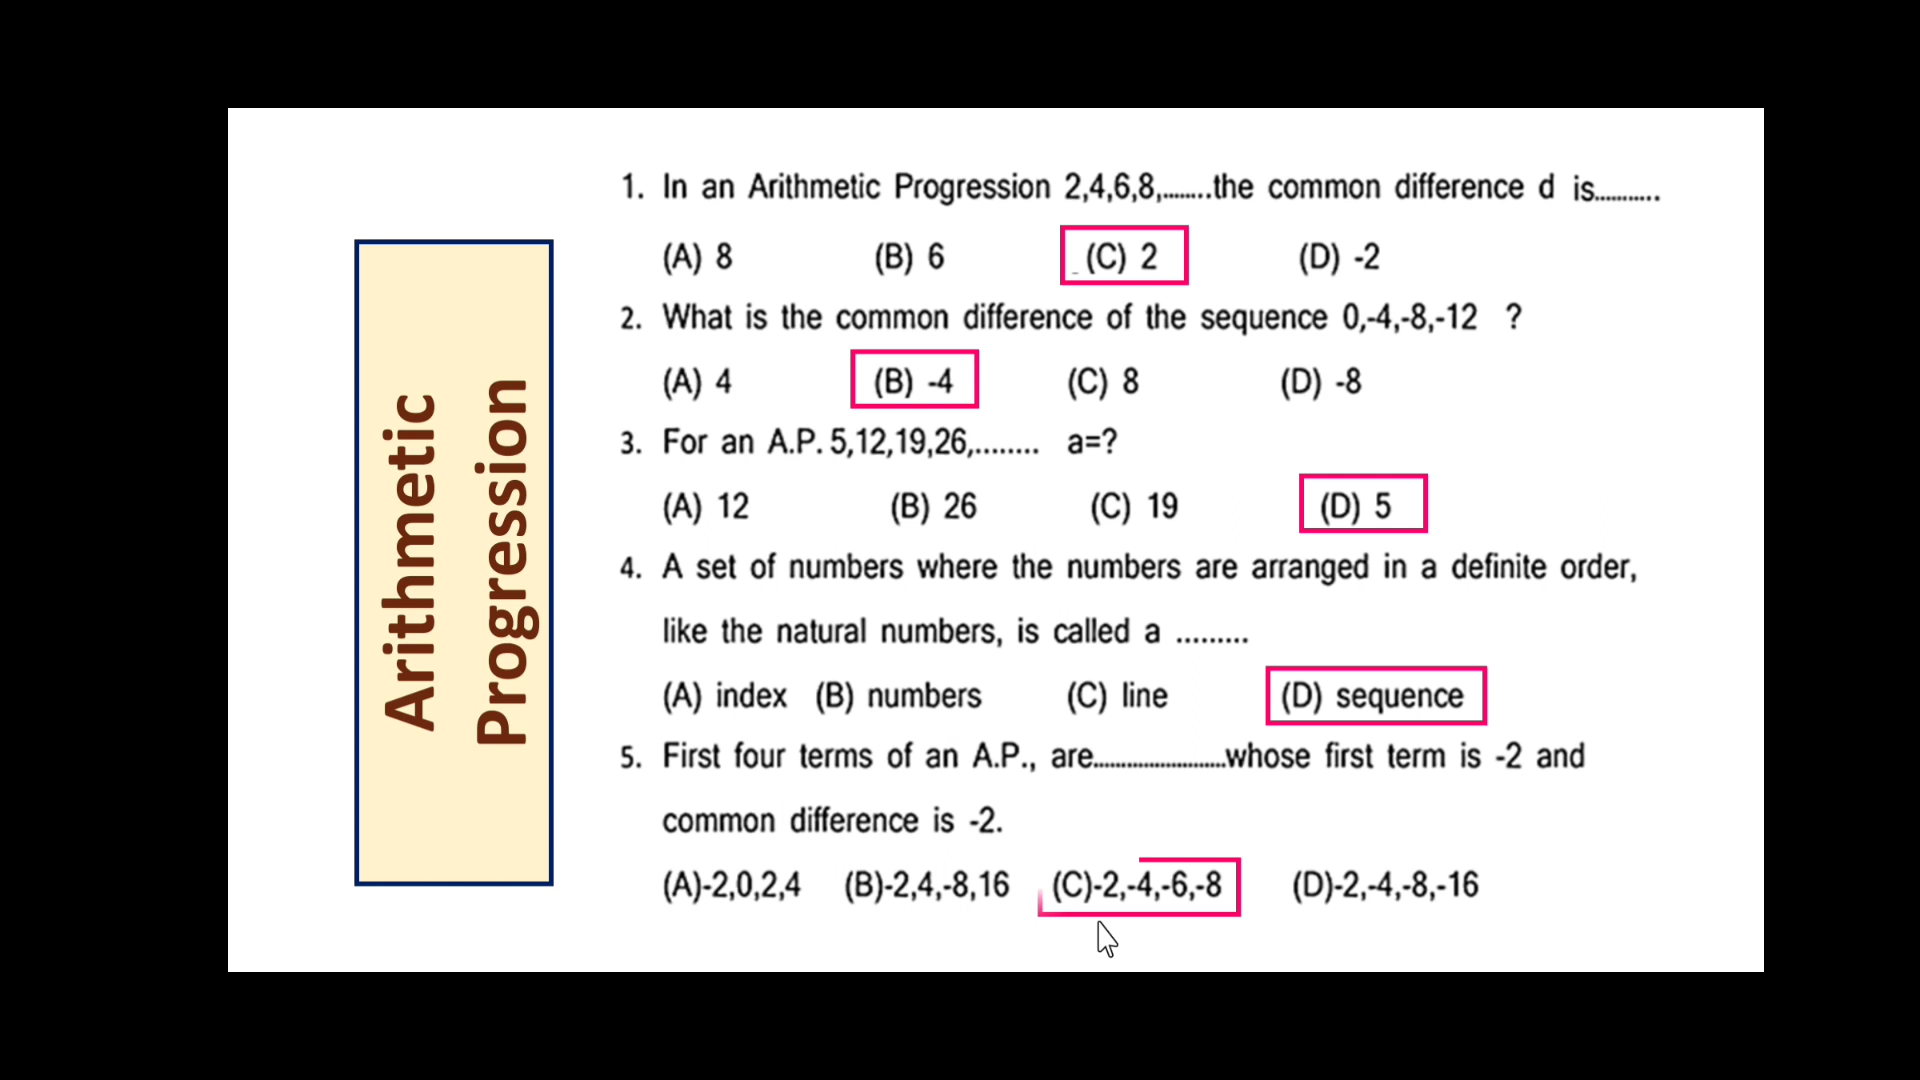 Arithmetic
Progression
1. In an Arithmetic Progression 2,4,6,8,........the common difference d is...........
(A) 8 (B) 6 (C) 2 (D) -2
2. What is the common difference of the sequence 0,-4,-8,-12 ?
(A) 4 (B) -4 (C) 8 (D) -8
3. For an A.P. 5,12,19,26,........ a=?
(A) 12 (B) 26 (C) 19 (D) 5
4. A set of numbers where the numbers are arranged in a definite order,
like the natural numbers, is called a .........
(A) index (B) numbers (C) line (D) sequence
5. First four terms of an A.P., are........................whose first term is -2 and
common difference is -2.
(A)-2,0,2,4 (B)-2,4,-8,16 (C)-2,-4,-6,-8 (D)-2,-4,-8,-16